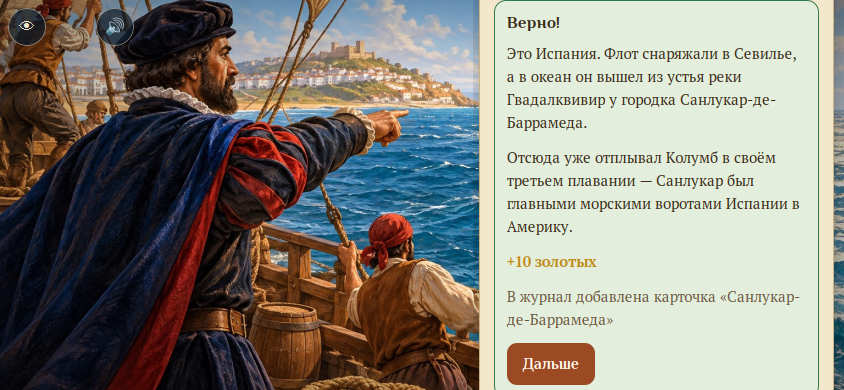 Верно!
Это Испания. Флот снаряжали в Севилье,
а в океан он вышел из устья реки
Гвадалквивир у городка Санлукар-де-
Баррамеда.
Отсюда уже отплывал Колумб в своём
третьем плавании — Санлукар был
главными морскими воротами Испании в
Америку.
+10 золотых
В журнал добавлена карточка «Санлукар-
де-Баррамеда»
Дальше